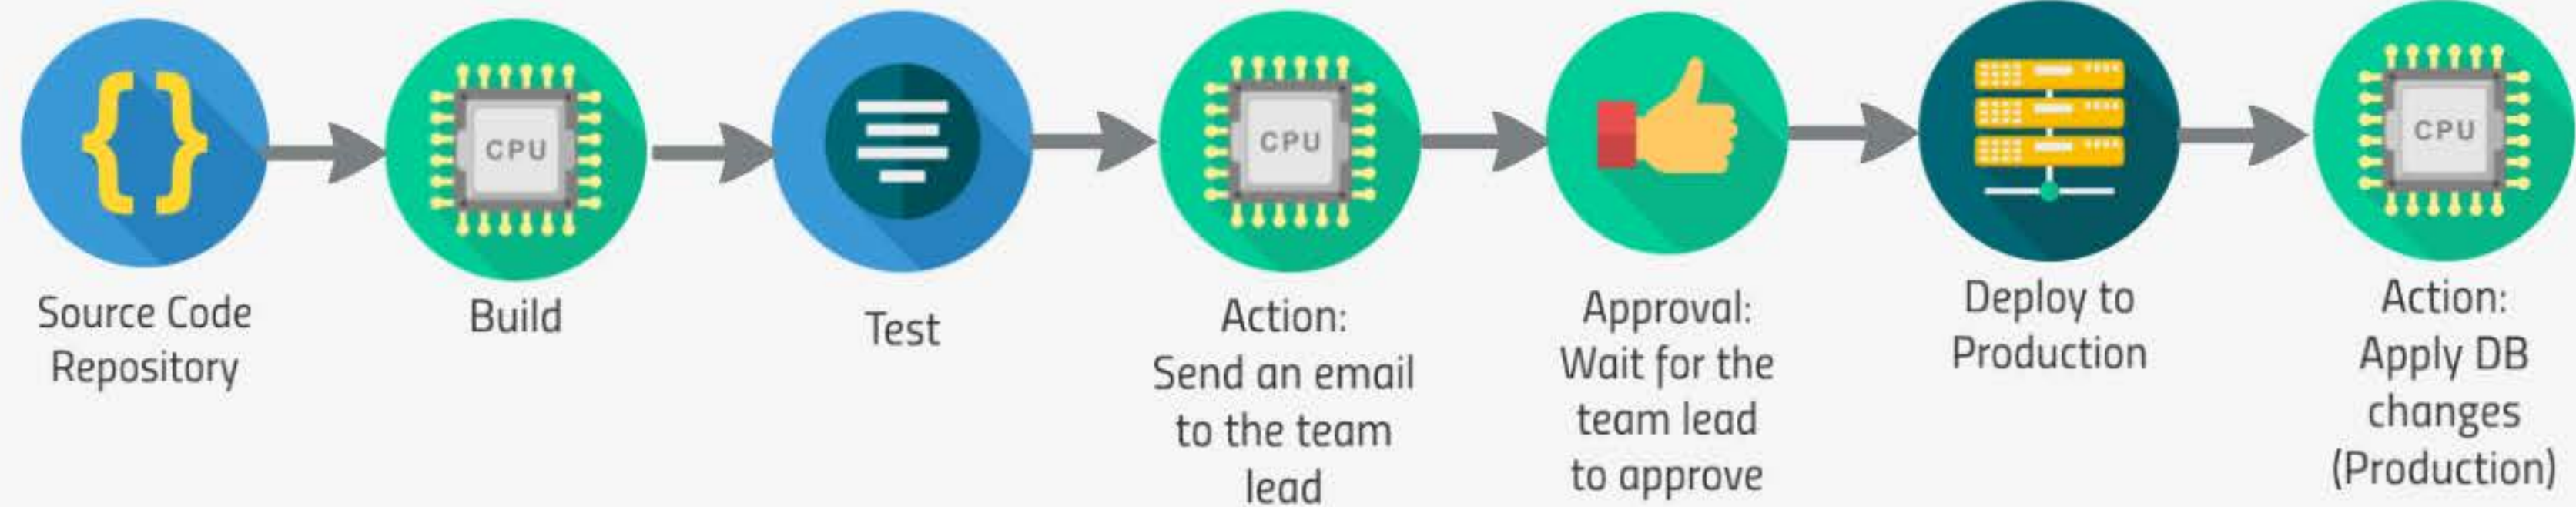 CPU
CPU
CPU
Source Code
Repository
Build
Test
Action:
Send an email
to the team
lead
Approval:
Wait for the
team lead
to approve
Deploy to
Production
Action:
Apply DB
changes
(Production)